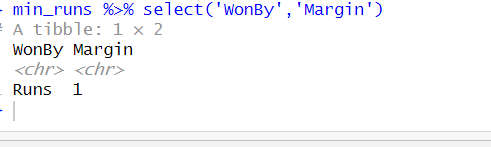 > min_runs %>% select('WonBy','Margin')
# A tibble: 1 × 2
WonBy Margin
<chr> <chr>
Runs 1
>